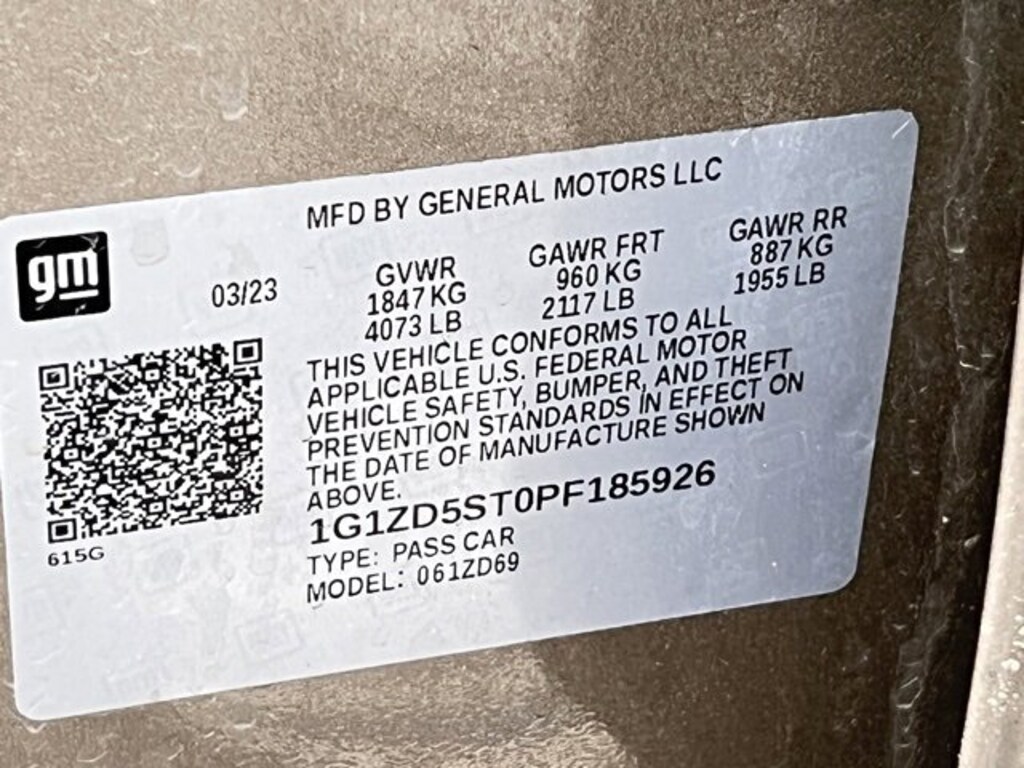 MFD BY GENERAL MOTORS LLC
gm
03/23
GVWR
1847 KG
4073 LB
GAWR FRT
960 KG
2117 LB
GAWR RR
887 KG
1955 LB
THIS VEHICLE CONFORMS TO ALL
APPLICABLE U.S. FEDERAL MOTOR
VEHICLE SAFETY, BUMPER, AND THEFT
PREVENTION STANDARDS IN EFFECT ON
THE DATE OF MANUFACTURE SHOWN
ABOVE.
1G1ZD5ST0PF185926
TYPE: PASS CAR
MODEL: 061ZD69
615G